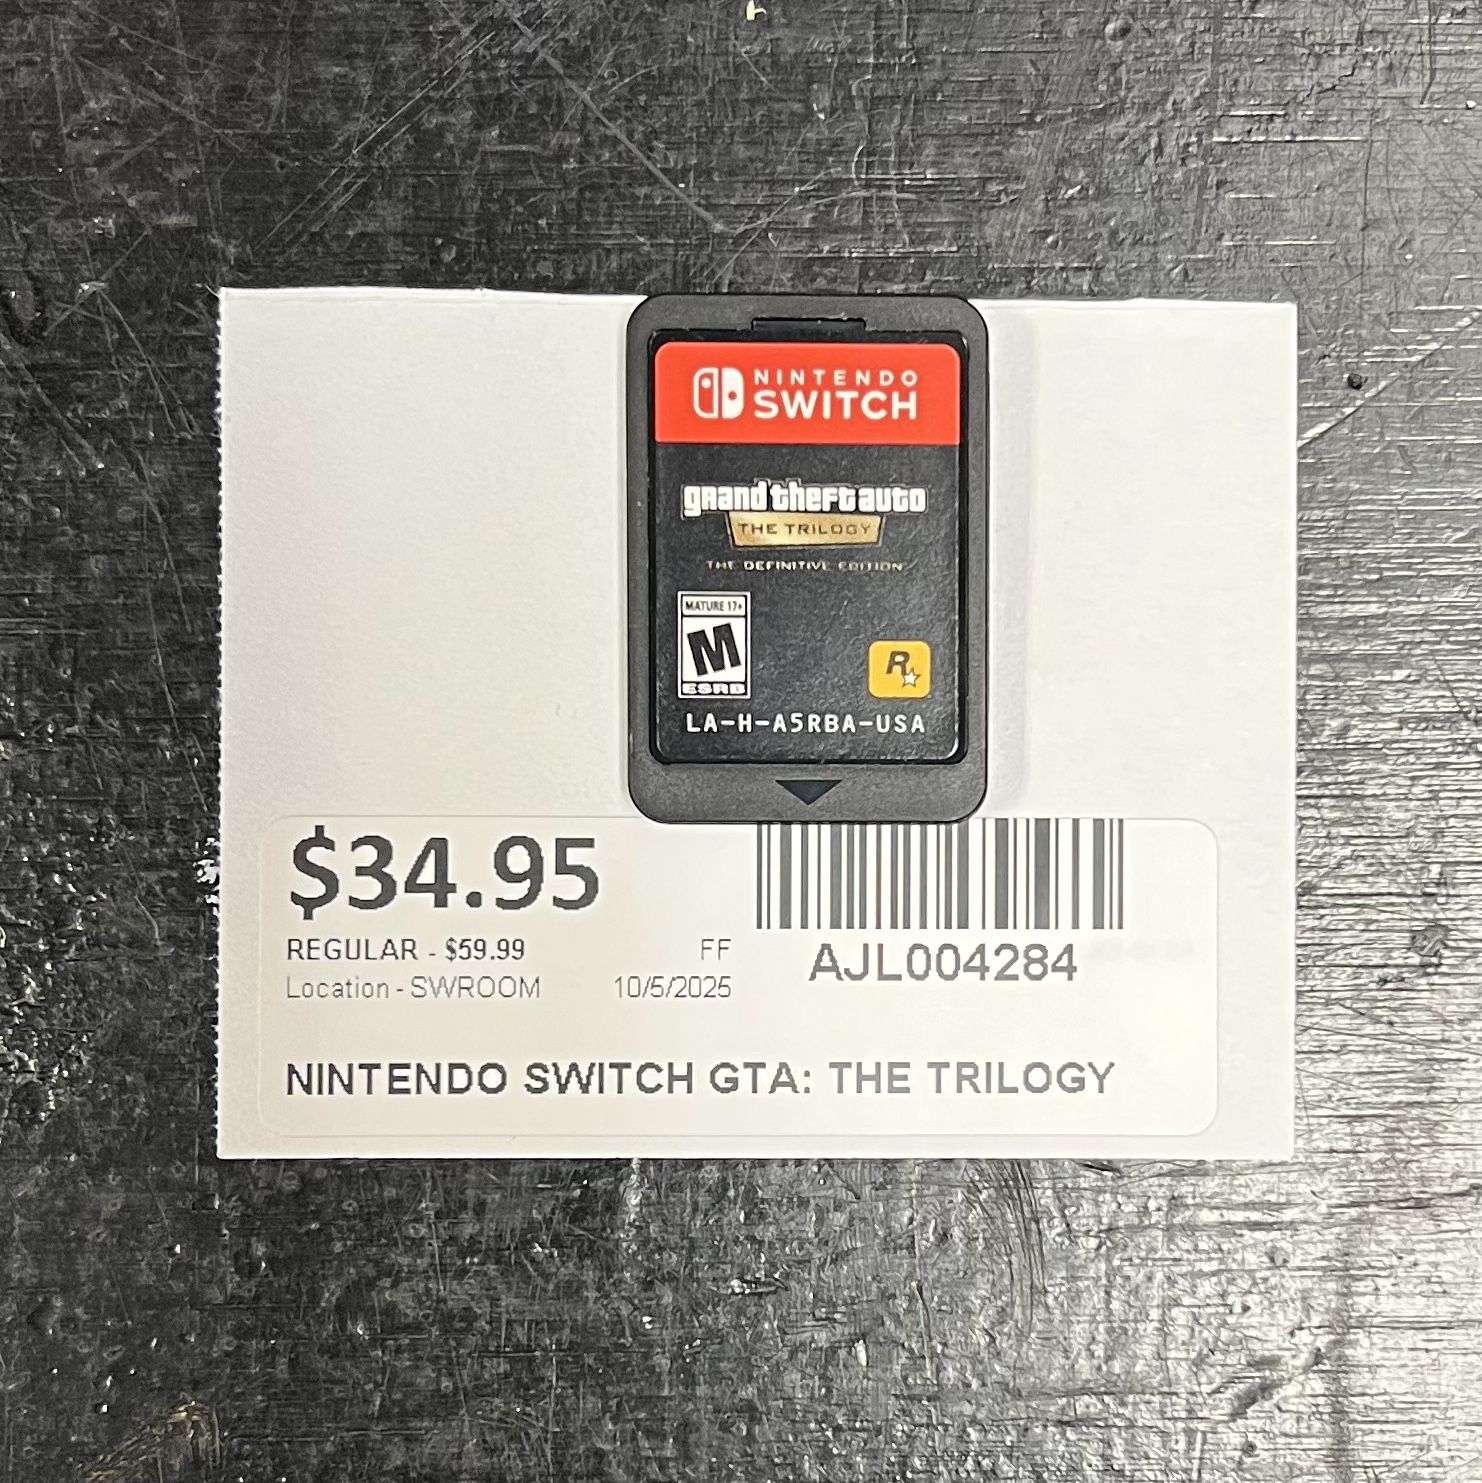 NINTENDO
SWITCH
grand theft auto
THE TRILOGY
THE DEFINITIVE EDITION
MATURE 17+
M
ESRB
R
LA-H-A5RBA-USA
$34.95
REGULAR - $59.99 FF
Location - SWROOM 10/5/2025
AJL004284
NINTENDO SWITCH GTA: THE TRILOGY